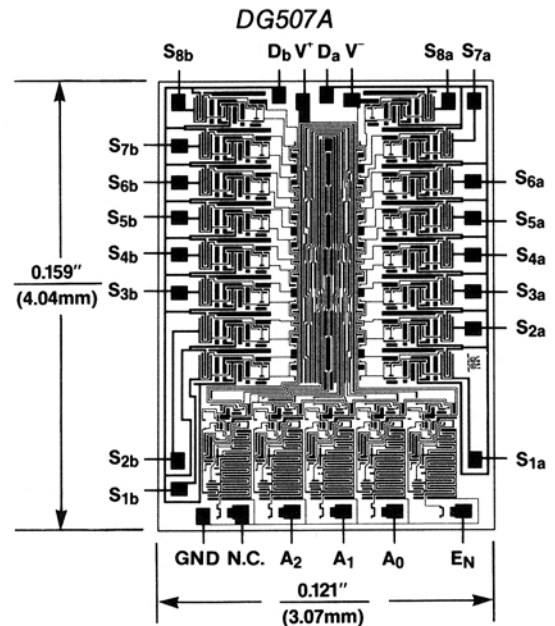 DG507A
S8b Db V+ Da V− S8a S7a
S7b
S6b S6a
S5b S5a
S4b S4a
0.159″
(4.04mm)
S3b S3a
S2a
S2b S1a
S1b
GND N.C. A2 A1 A0 EN
0.121″
(3.07mm)